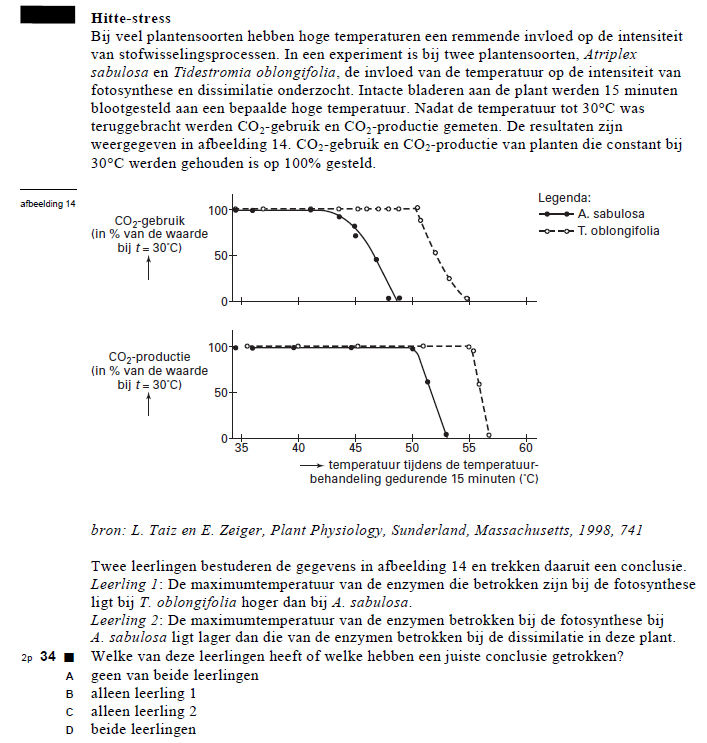 Hitte-stress
Bij veel plantensoorten hebben hoge temperaturen een remmende invloed op de intensiteit
van stofwisselingsprocessen. In een experiment is bij twee plantensoorten, Atriplex
sabulosa en Tidestromia oblongifolia, de invloed van de temperatuur op de intensiteit van
fotosynthese en dissimilatie onderzocht. Intacte bladeren aan de plant werden 15 minuten
blootgesteld aan een bepaalde hoge temperatuur. Nadat de temperatuur tot 30°C was
teruggebracht werden CO₂-gebruik en CO₂-productie gemeten. De resultaten zijn
weergegeven in afbeelding 14. CO₂-gebruik en CO₂-productie van planten die constant bij
30°C werden gehouden is op 100% gesteld.
afbeelding 14
CO₂-gebruik
(in % van de waarde
bij t = 30°C)
100
50
0
Legenda:
A. sabulosa
T. oblongifolia
CO₂-productie
(in % van de waarde
bij t = 30°C)
100
50
0
35 40 45 50 55 60
temperatuur tijdens de temperatuur-
behandeling gedurende 15 minuten (°C)
bron: L. Taiz en E. Zeiger, Plant Physiology, Sunderland, Massachusetts, 1998, 741
Twee leerlingen bestuderen de gegevens in afbeelding 14 en trekken daaruit een conclusie.
Leerling 1: De maximumtemperatuur van de enzymen die betrokken zijn bij de fotosynthese
ligt bij T. oblongifolia hoger dan bij A. sabulosa.
Leerling 2: De maximumtemperatuur van de enzymen betrokken bij de fotosynthese bij
A. sabulosa ligt lager dan die van de enzymen betrokken bij de dissimilatie in deze plant.
2p 34 ■ Welke van deze leerlingen heeft of welke hebben een juiste conclusie getrokken?
A geen van beide leerlingen
B alleen leerling 1
C alleen leerling 2
D beide leerlingen